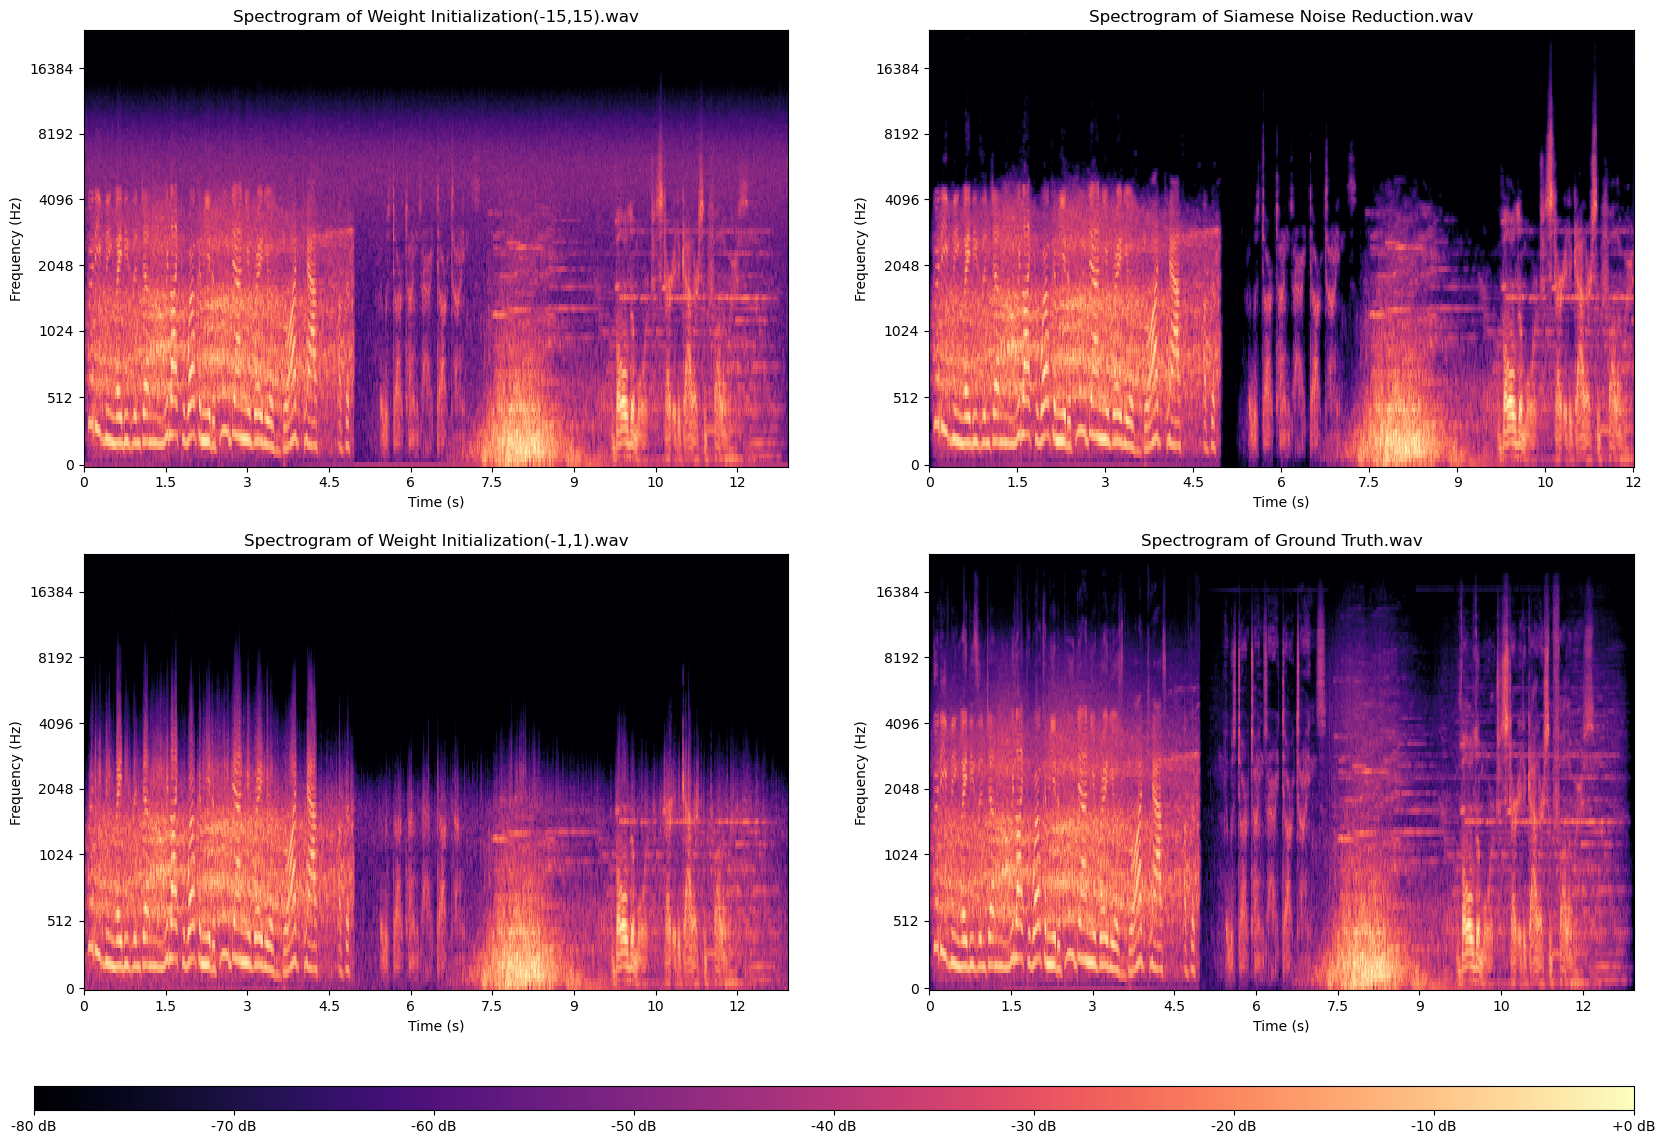 Spectrogram of Weight Initialization(-15,15).wav
Frequency (Hz)
16384
8192
4096
2048
1024
512
0
0 1.5 3 4.5 6 7.5 9 10 12
Time (s)
Spectrogram of Siamese Noise Reduction.wav
Frequency (Hz)
16384
8192
4096
2048
1024
512
0
0 1.5 3 4.5 6 7.5 9 10 12
Time (s)
Spectrogram of Weight Initialization(-1,1).wav
Frequency (Hz)
16384
8192
4096
2048
1024
512
0
0 1.5 3 4.5 6 7.5 9 10 12
Time (s)
Spectrogram of Ground Truth.wav
Frequency (Hz)
16384
8192
4096
2048
1024
512
0
0 1.5 3 4.5 6 7.5 9 10 12
Time (s)
-80 dB -70 dB -60 dB -50 dB -40 dB -30 dB -20 dB -10 dB +0 dB